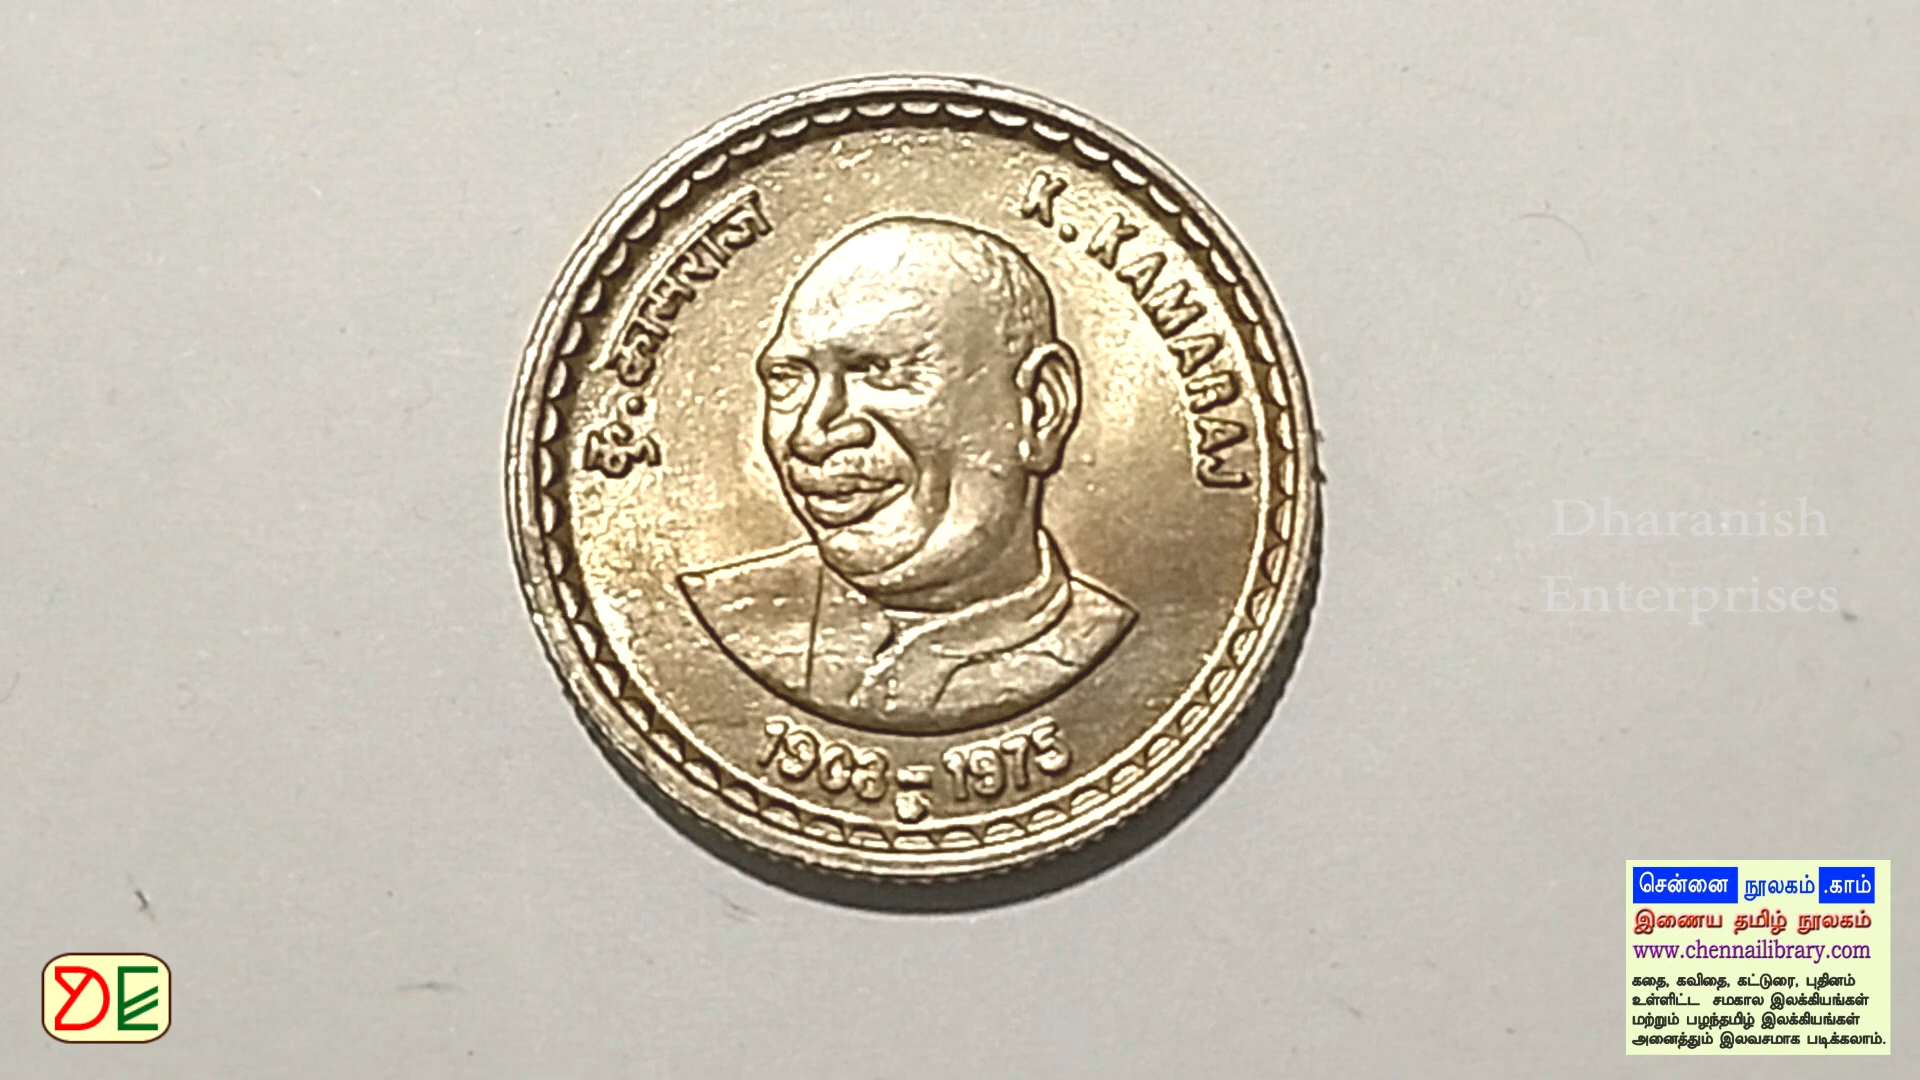 कु. कामराज
K. KAMARAJ
1903 - 1975
Dharanish
Enterprises
DE
சென்னை நூலகம் .காம்
இணைய தமிழ் நூலகம்
www.chennailibrary.com
கதை, கவிதை, கட்டுரை, புதினம்
உள்ளிட்ட சமகால இலக்கியங்கள்
மற்றும் பழந்தமிழ் இலக்கியங்கள்
அனைத்தும் இலவசமாக படிக்கலாம்.